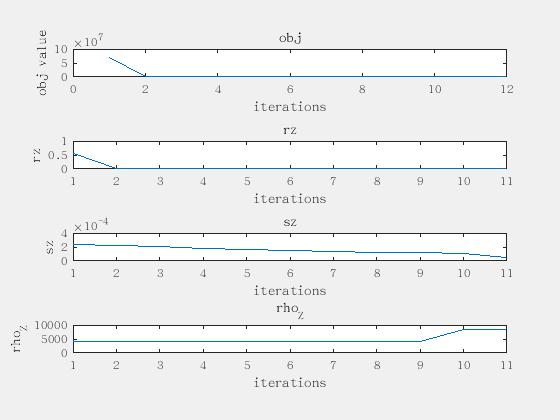 obj
×10^7
obj value
10
5
0
0 2 4 6 8 10 12
iterations
rz
rz
1
0.5
0
1 2 3 4 5 6 7 8 9 10 11
iterations
sz
×10^-4
sz
4
2
0
1 2 3 4 5 6 7 8 9 10 11
iterations
rho_z
rho_z
10000
5000
0
1 2 3 4 5 6 7 8 9 10 11
iterations